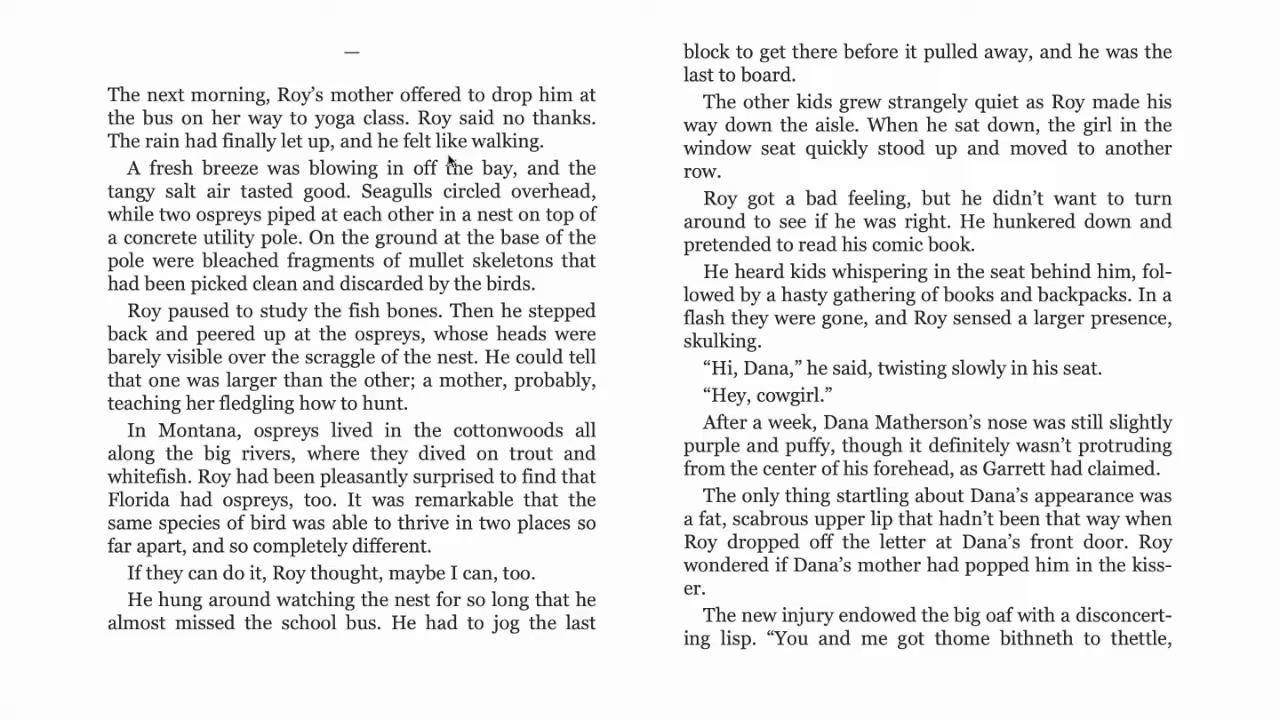 —
The next morning, Roy’s mother offered to drop him at
the bus on her way to yoga class. Roy said no thanks.
The rain had finally let up, and he felt like walking.
A fresh breeze was blowing in off the bay, and the
tangy salt air tasted good. Seagulls circled overhead,
while two ospreys piped at each other in a nest on top of
a concrete utility pole. On the ground at the base of the
pole were bleached fragments of mullet skeletons that
had been picked clean and discarded by the birds.
Roy paused to study the fish bones. Then he stepped
back and peered up at the ospreys, whose heads were
barely visible over the scraggle of the nest. He could tell
that one was larger than the other; a mother, probably,
teaching her fledgling how to hunt.
In Montana, ospreys lived in the cottonwoods all
along the big rivers, where they dived on trout and
whitefish. Roy had been pleasantly surprised to find that
Florida had ospreys, too. It was remarkable that the
same species of bird was able to thrive in two places so
far apart, and so completely different.
If they can do it, Roy thought, maybe I can, too.
He hung around watching the nest for so long that he
almost missed the school bus. He had to jog the last
block to get there before it pulled away, and he was the
last to board.
The other kids grew strangely quiet as Roy made his
way down the aisle. When he sat down, the girl in the
window seat quickly stood up and moved to another
row.
Roy got a bad feeling, but he didn’t want to turn
around to see if he was right. He hunkered down and
pretended to read his comic book.
He heard kids whispering in the seat behind him, fol-
lowed by a hasty gathering of books and backpacks. In a
flash they were gone, and Roy sensed a larger presence,
skulking.
“Hi, Dana,” he said, twisting slowly in his seat.
“Hey, cowgirl.”
After a week, Dana Matherson’s nose was still slightly
purple and puffy, though it definitely wasn’t protruding
from the center of his forehead, as Garrett had claimed.
The only thing startling about Dana’s appearance was
a fat, scabrous upper lip that hadn’t been that way when
Roy dropped off the letter at Dana’s front door. Roy
wondered if Dana’s mother had popped him in the kiss-
er.
The new injury endowed the big oaf with a disconcert-
ing lisp. “You and me got thome bithneth to thettle,